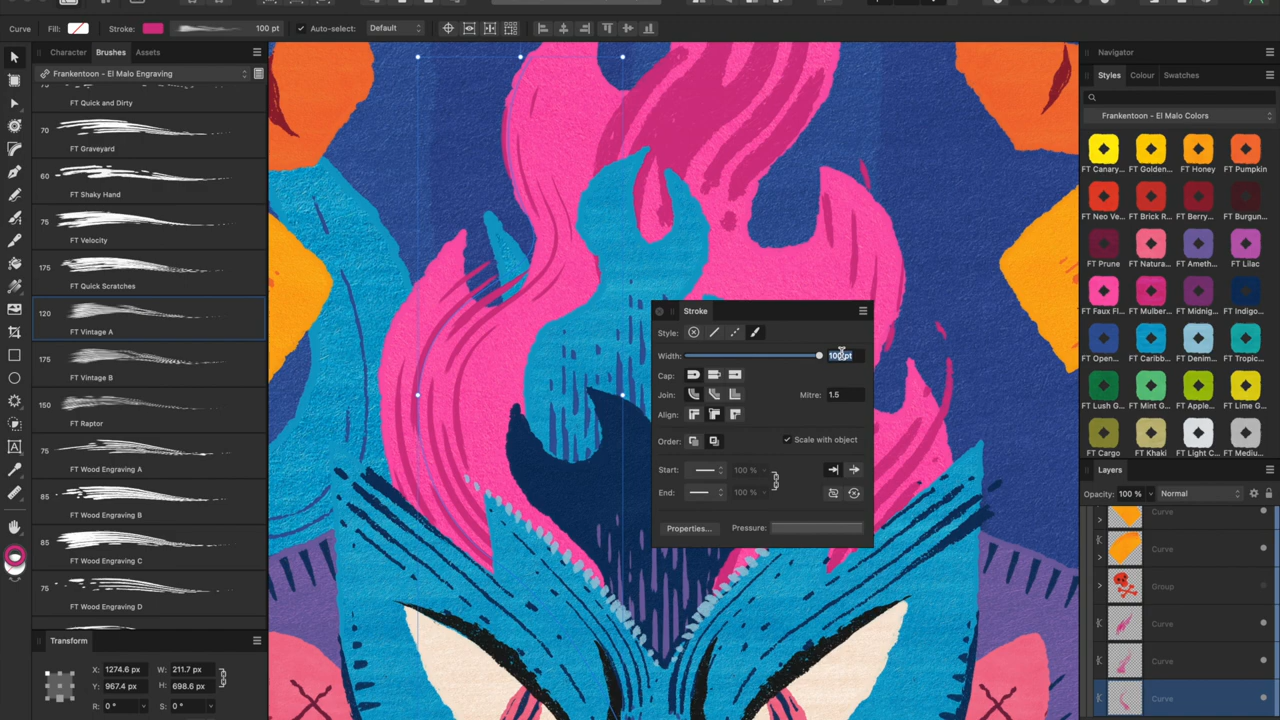 Curve Fill: Stroke: 100 pt Auto-select: Default
Character Brushes Assets
Frankentoon - El Malo Engraving
FT Quick and Dirty
70
FT Graveyard
60
FT Shaky Hand
75
FT Velocity
175
FT Quick Scratches
120
FT Vintage A
175
FT Vintage B
150
FT Raptor
75
FT Wood Engraving A
85
FT Wood Engraving B
85
FT Wood Engraving C
75
FT Wood Engraving D
Transform
X: 1274.6 px W: 211.7 px
Y: 967.4 px H: 698.6 px
R: 0 ° S: 0 °
Stroke
Style:
Width: 100 pt
Cap:
Join: Mitre: 1.5
Align:
Order: Scale with object
Start: 100 %
End: 100 %
Properties... Pressure:
Navigator
Styles Colour Swatches
Frankentoon - El Malo Colors
FT Canary... FT Golden... FT Honey FT Pumpkin
FT Neo Ve... FT Brick R... FT Berry... FT Burgun...
FT Prune FT Natura... FT Ameth... FT Lilac
FT Faux Fl... FT Mulber... FT Midnig... FT Indigo
FT Open... FT Caribb... FT Denim... FT Tropic...
FT Lush G... FT Mint G... FT Apple... FT Lime G...
FT Cargo FT Khaki FT Light C... FT Mediu...
Layers
Opacity: 100 % Normal
Curve
Curve
Group
Curve
Curve
Curve